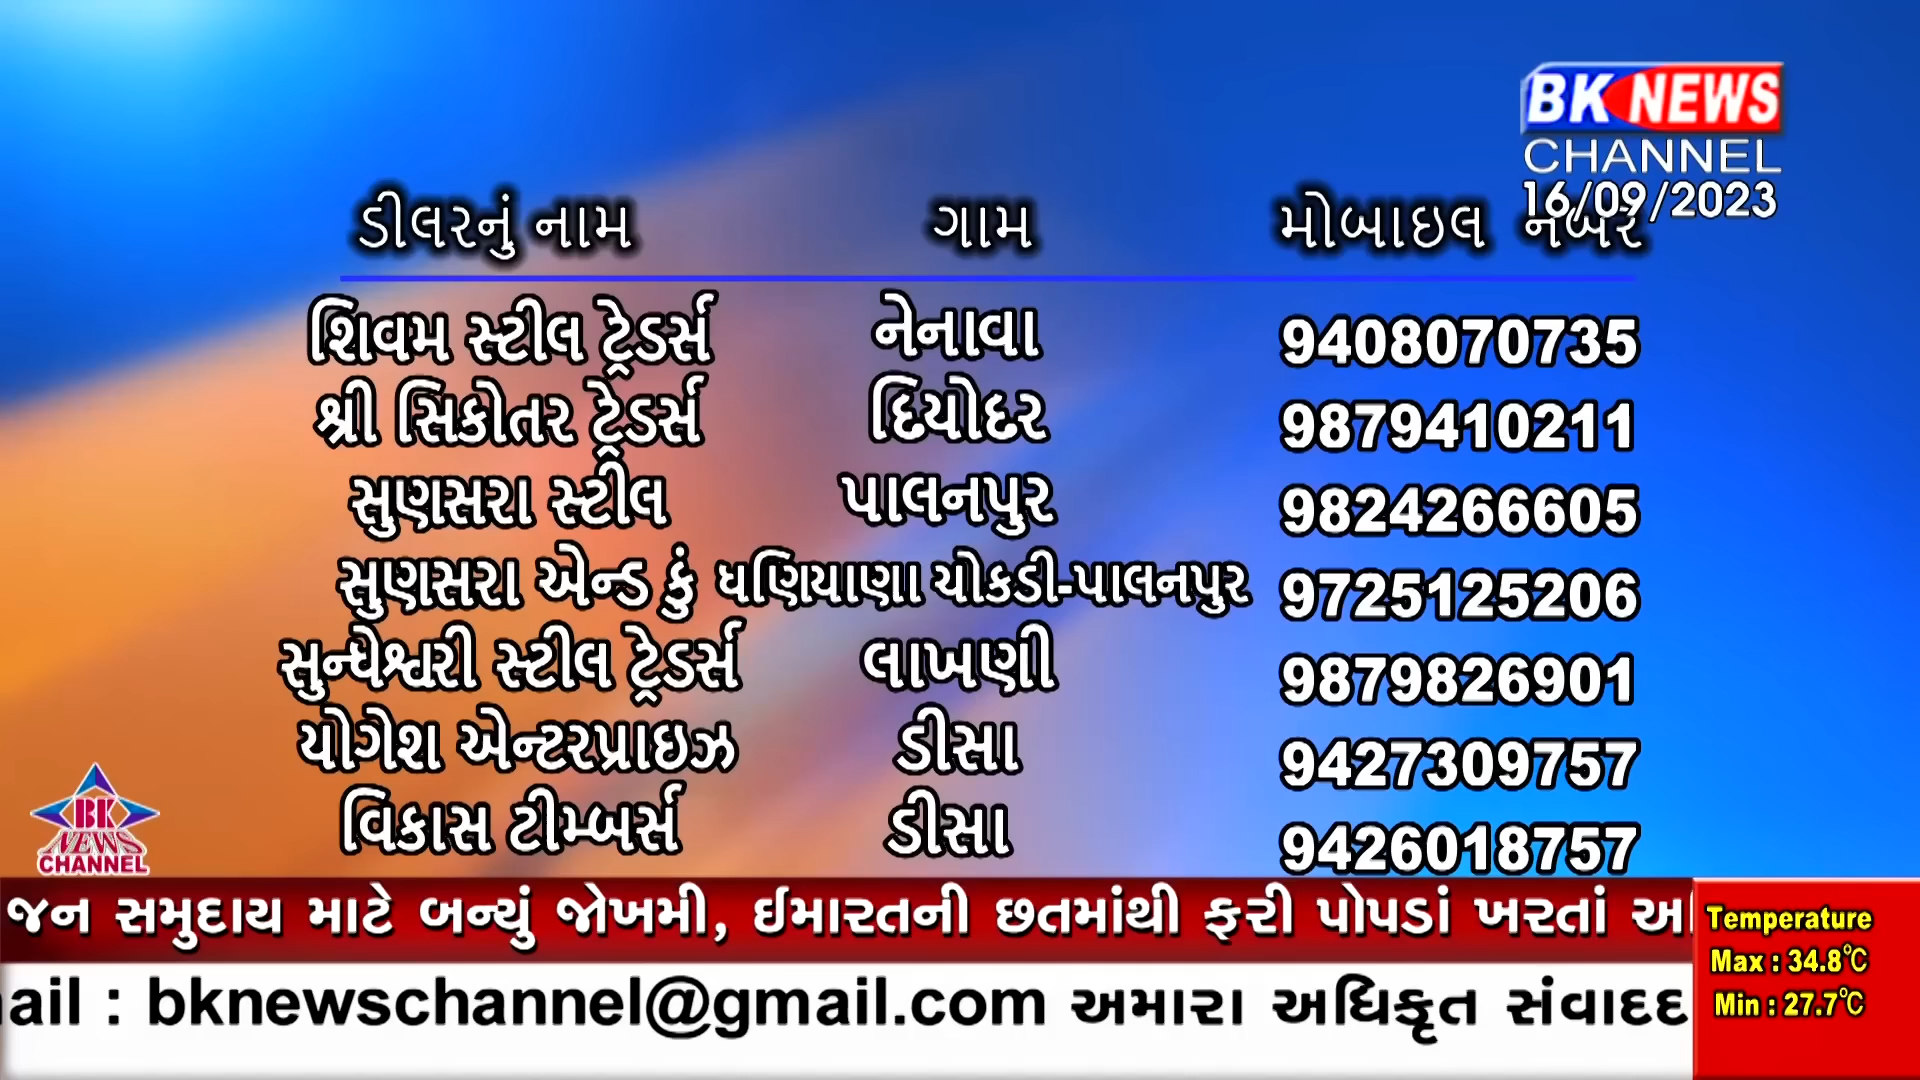 BK NEWS
CHANNEL
16/09/2023
ડીલરનું નામ ગામ મોબાઇલ નંબર
શિવમ સ્ટીલ ટ્રેડર્સ નેનાવા 9408070735
શ્રી સિકોતર ટ્રેડર્સ દિયોદર 9879410211
સુણસરા સ્ટીલ પાલનપુર 9824266605
સુણસરા એન્ડ કું ધણિયાણા ચોકડી-પાલનપુર 9725125206
સુન્ધેશ્વરી સ્ટીલ ટ્રેડર્સ લાખણી 9879826901
યોગેશ એન્ટરપ્રાઇઝ ડીસા 9427309757
વિકાસ ટીમ્બર્સ ડીસા 9426018757
BK
NEWS
CHANNEL
જન સમુદાય માટે બન્યું જોખમી, ઈમારતની છતમાંથી ફરી પોપડાં ખરતાં
Temperature
Max : 34.8°C
Min : 27.7°C
ail : bknewschannel@gmail.com અમારા અધિકૃત સંવાદદ